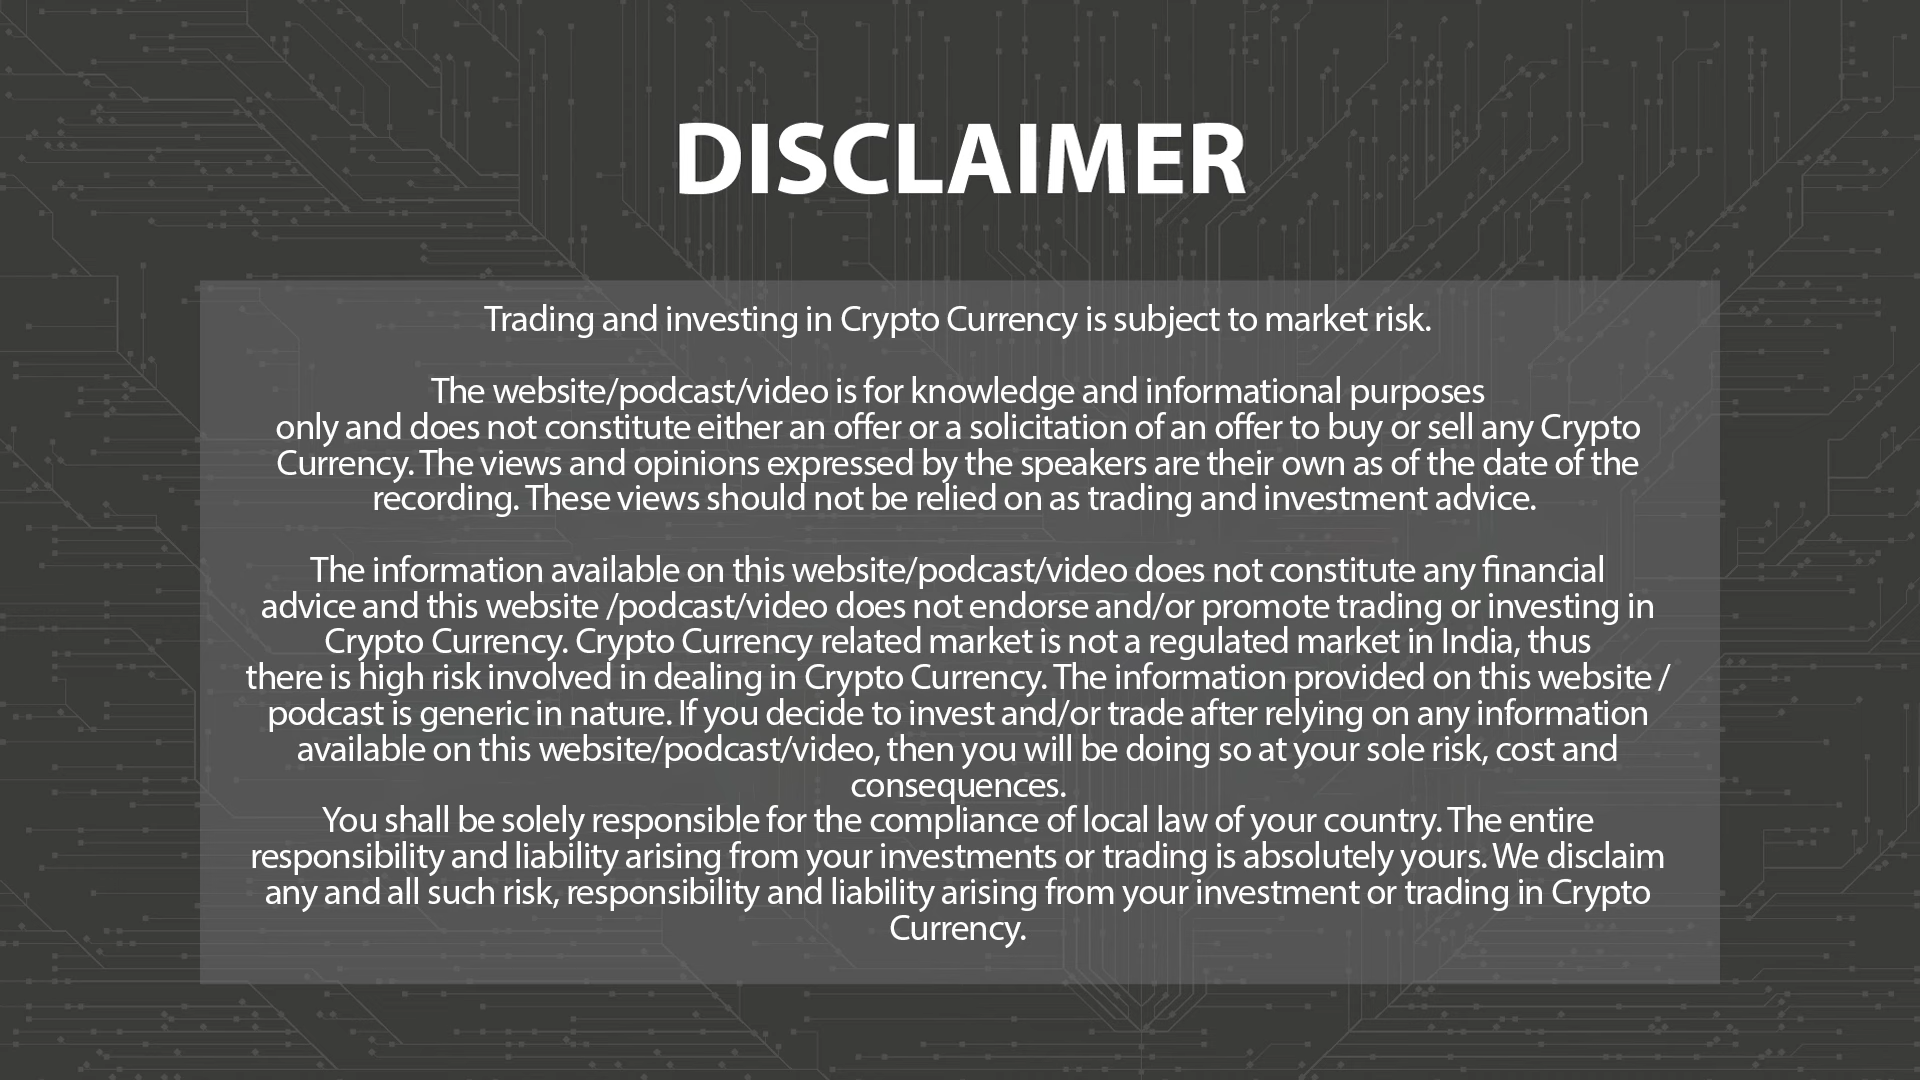 DISCLAIMER
Trading and investing in Crypto Currency is subject to market risk.
The website/podcast/video is for knowledge and informational purposes
only and does not constitute either an offer or a solicitation of an offer to buy or sell any Crypto
Currency. The views and opinions expressed by the speakers are their own as of the date of the
recording. These views should not be relied on as trading and investment advice.
The information available on this website/podcast/video does not constitute any financial
advice and this website /podcast/video does not endorse and/or promote trading or investing in
Crypto Currency. Crypto Currency related market is not a regulated market in India, thus
there is high risk involved in dealing in Crypto Currency. The information provided on this website /
podcast is generic in nature. If you decide to invest and/or trade after relying on any information
available on this website/podcast/video, then you will be doing so at your sole risk, cost and
consequences.
You shall be solely responsible for the compliance of local law of your country. The entire
responsibility and liability arising from your investments or trading is absolutely yours. We disclaim
any and all such risk, responsibility and liability arising from your investment or trading in Crypto
Currency.